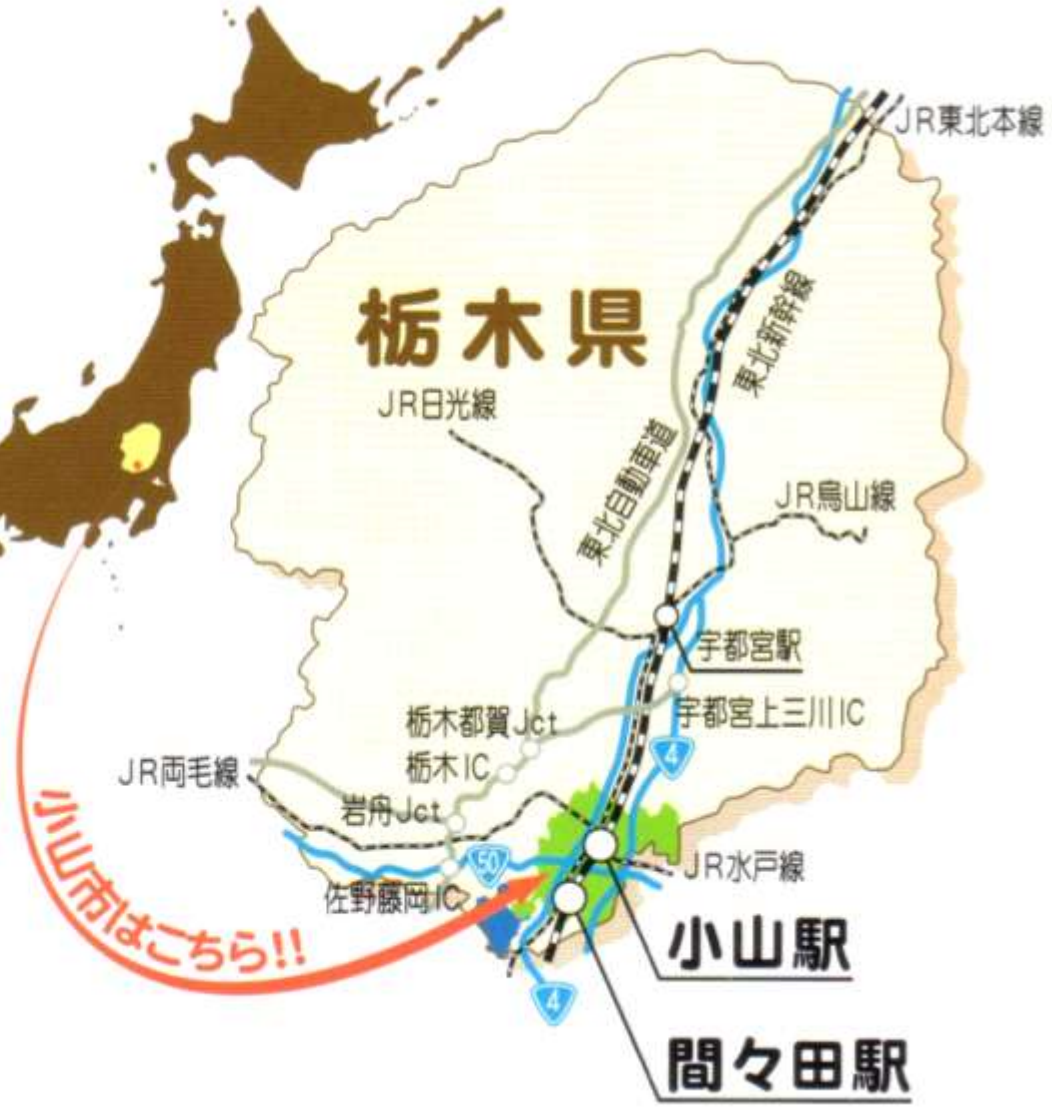 JR東北本線
栃木県
東北新幹線
JR日光線
東北自動車道
JR烏山線
宇都宮駅
宇都宮上三川IC
栃木都賀Jct
4
栃木IC
JR両毛線
岩舟Jct
50
JR水戸線
佐野藤岡IC
小山市はこちら!!
小山駅
4
間々田駅